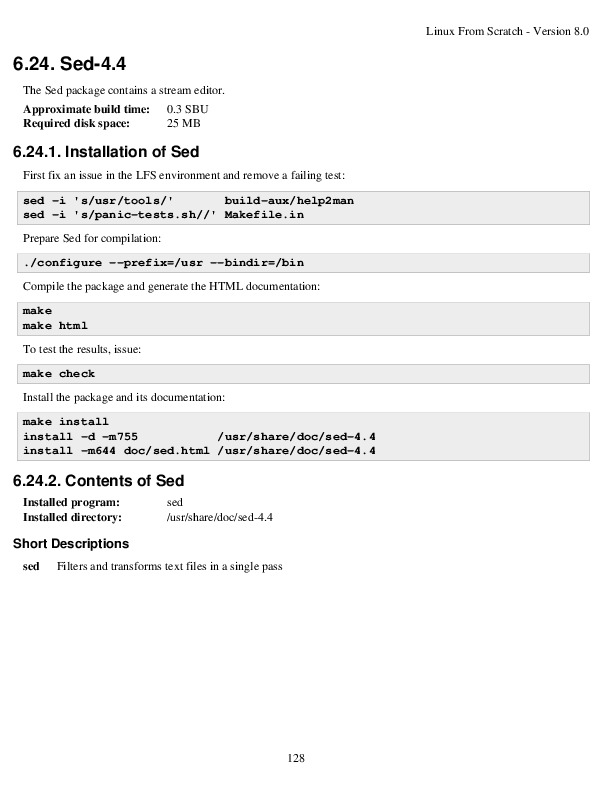 Linux From Scratch - Version 8.0
6.24. Sed-4.4
The Sed package contains a stream editor.
Approximate build time: 0.3 SBU
Required disk space: 25 MB
6.24.1. Installation of Sed
First fix an issue in the LFS environment and remove a failing test:
sed -i 's/usr/tools/'       build-aux/help2man
sed -i 's/panic-tests.sh//' Makefile.in
Prepare Sed for compilation:
./configure --prefix=/usr --bindir=/bin
Compile the package and generate the HTML documentation:
make
make html
To test the results, issue:
make check
Install the package and its documentation:
make install
install -d -m755           /usr/share/doc/sed-4.4
install -m644 doc/sed.html /usr/share/doc/sed-4.4
6.24.2. Contents of Sed
Installed program: sed
Installed directory: /usr/share/doc/sed-4.4
Short Descriptions
sed Filters and transforms text files in a single pass
128